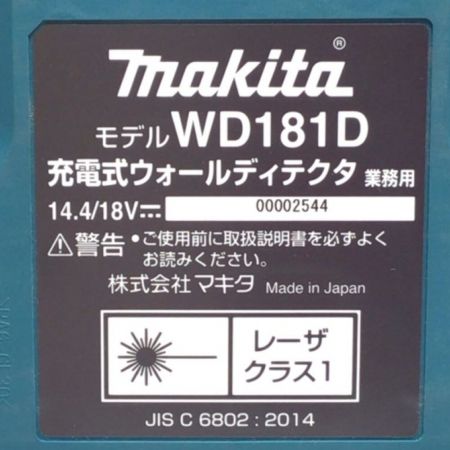 makita®
モデル WD181D
充電式ウォールディテクタ 業務用
14.4/18V⎓ 00002544
⚠警告 •ご使用前に取扱説明書を必ずよく
お読みください。
株式会社 マキタ Made in Japan
レーザ
クラス1
JIS C 6802 : 2014